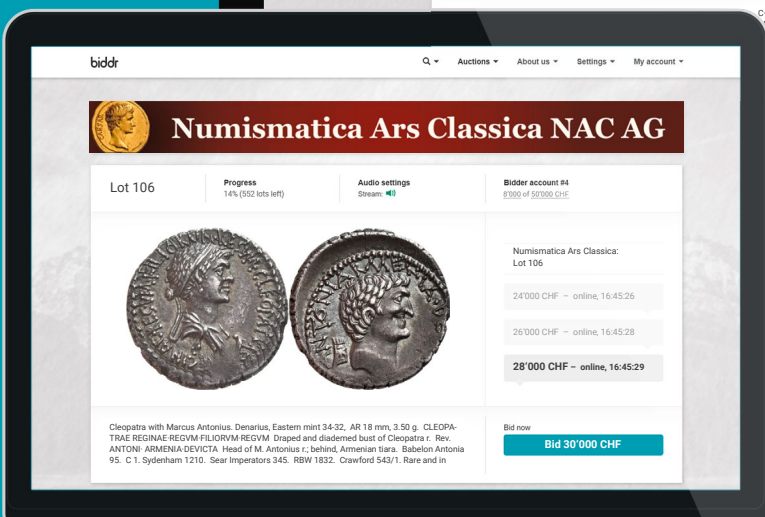 biddr
Auctions
About us
Settings
My account
Numismatica Ars Classica NAC AG
Lot 106
Progress
14% (552 lots left)
Audio settings
Stream:
Bidder account #4
8'000 of 50'000 CHF
Numismatica Ars Classica:
Lot 106
24'000 CHF – online, 16:45:26
26'000 CHF – online, 16:45:28
28'000 CHF – online, 16:45:29
Cleopatra with Marcus Antonius. Denarius, Eastern mint 34-32, AR 18 mm, 3.50 g. CLEOPA-
TRAE REGINAE·REGVM·FILIORVM·REGVM Draped and diademed bust of Cleopatra r. Rev.
ANTONI· ARMENIA·DEVICTA Head of M. Antonius r.; behind, Armenian tiara. Babelon Antonia
95. C 1. Sydenham 1210. Sear Imperators 345. RBW 1832. Crawford 543/1. Rare and in
Bid now
Bid 30'000 CHF